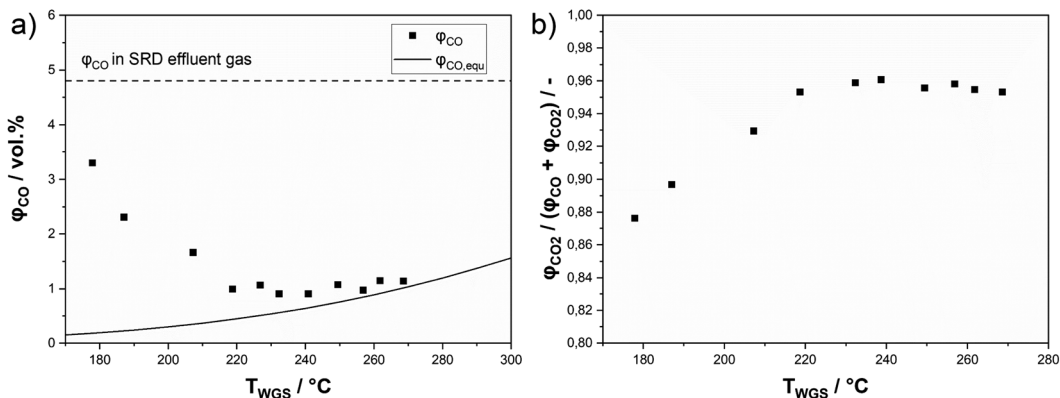 a)
φCO / vol.%
6
5
4
3
2
1
0
φCO in SRD effluent gas
φCO
φCO,equ
180 200 220 240 260 280 300
TWGS / °C
b)
φCO2 / (φCO + φCO2) / -
1,00
0,98
0,96
0,94
0,92
0,90
0,88
0,86
0,84
0,82
0,80
180 200 220 240 260 280
TWGS / °C